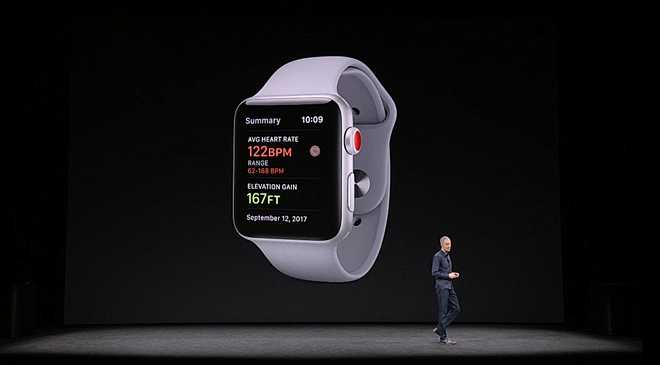 Summary 10:09
AVG HEART RATE
122BPM
RANGE
62-168 BPM
ELEVATION GAIN
167FT
September 12, 2017